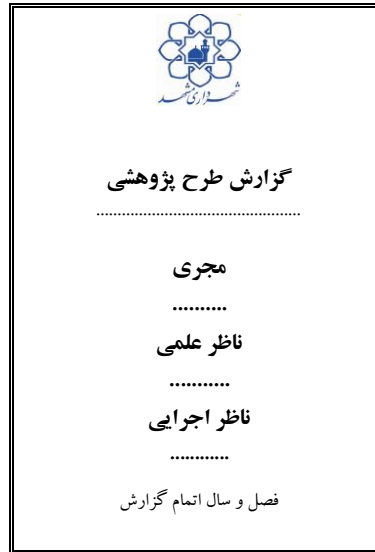 شهرداری مشهد
گزارش طرح پژوهشی
................................................
مجری
..........
ناظر علمی
...........
ناظر اجرایی
............
فصل و سال اتمام گزارش